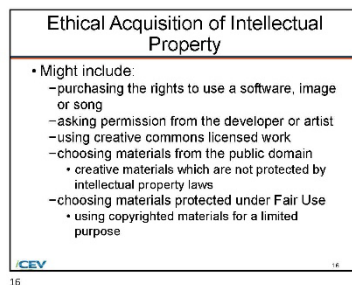 Ethical Acquisition of Intellectual
Property
• Might include:
–purchasing the rights to use a software, image
or song
–asking permission from the developer or artist
–using creative commons licensed work
–choosing materials from the public domain
• creative materials which are not protected by
intellectual property laws
–choosing materials protected under Fair Use
• using copyrighted materials for a limited
purpose
iCEV
16
16